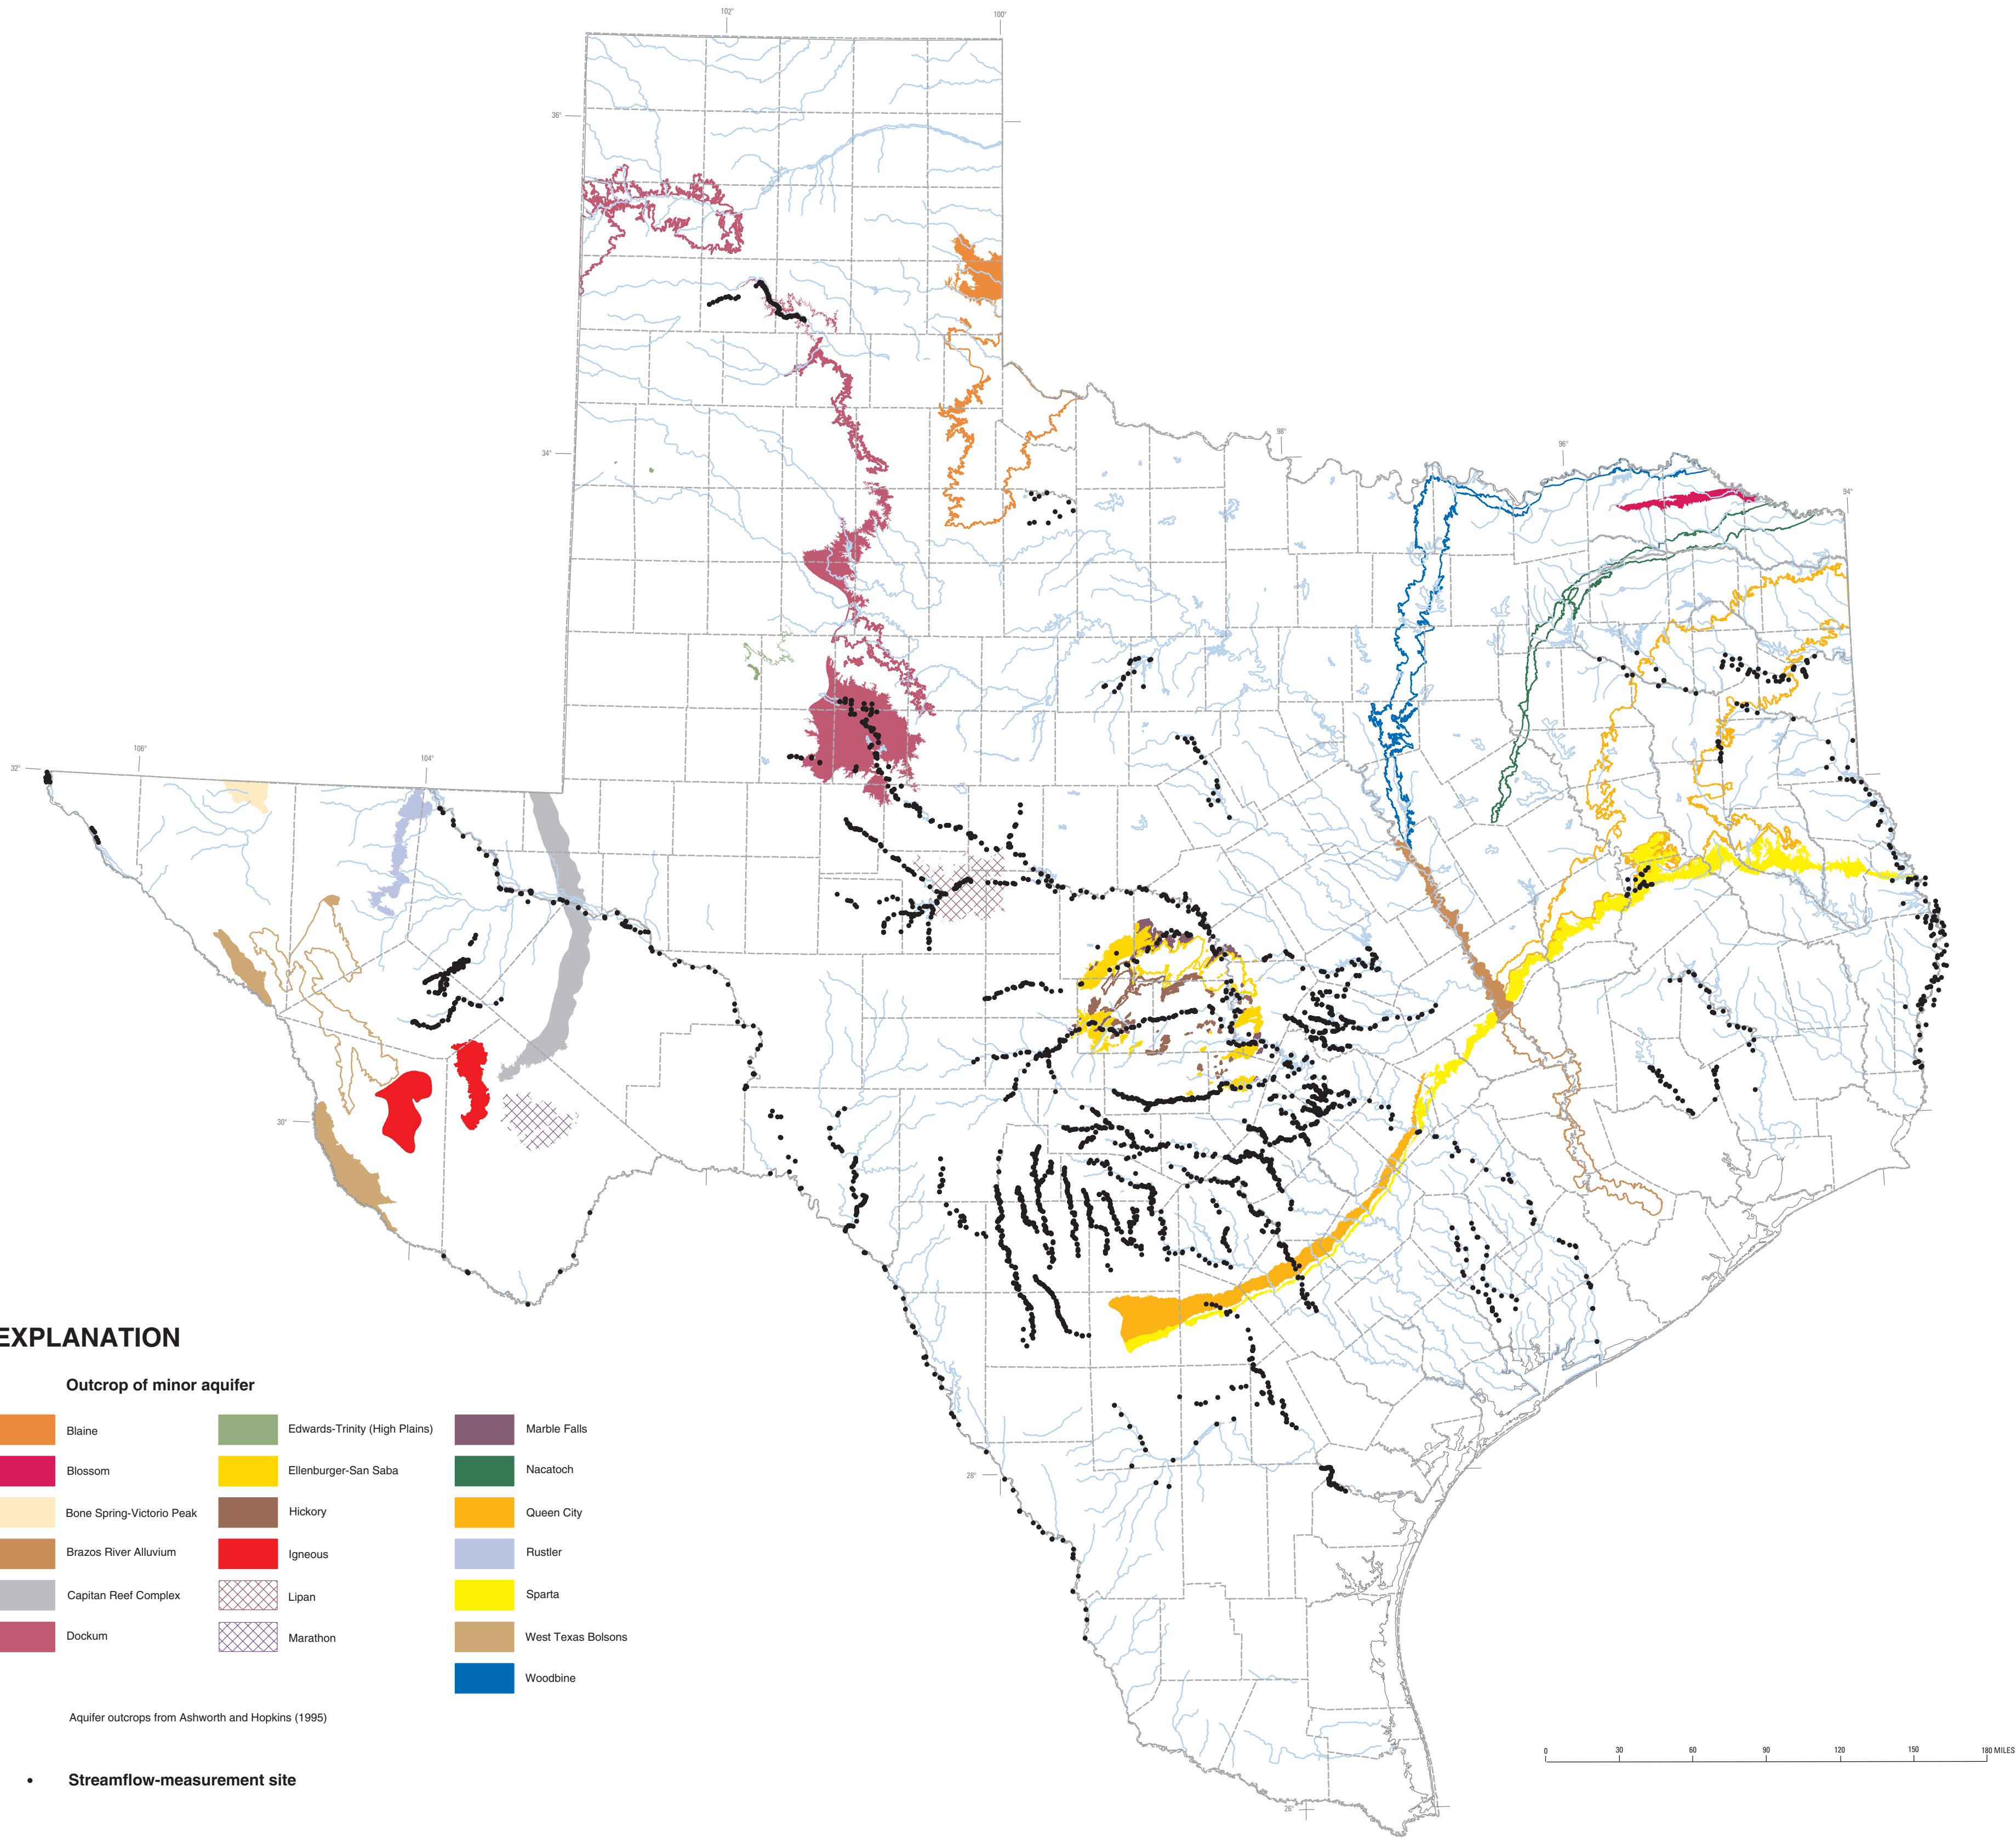 102°
100°
36°
34°
98°
96°
94°
106°
104°
32°
30°
28°
26°
EXPLANATION
Outcrop of minor aquifer
Blaine
Blossom
Bone Spring-Victorio Peak
Brazos River Alluvium
Capitan Reef Complex
Dockum
Edwards-Trinity (High Plains)
Ellenburger-San Saba
Hickory
Igneous
Lipan
Marathon
Marble Falls
Nacatoch
Queen City
Rustler
Sparta
West Texas Bolsons
Woodbine
Aquifer outcrops from Ashworth and Hopkins (1995)
Streamflow-measurement site
0 30 60 90 120 150 180 MILES